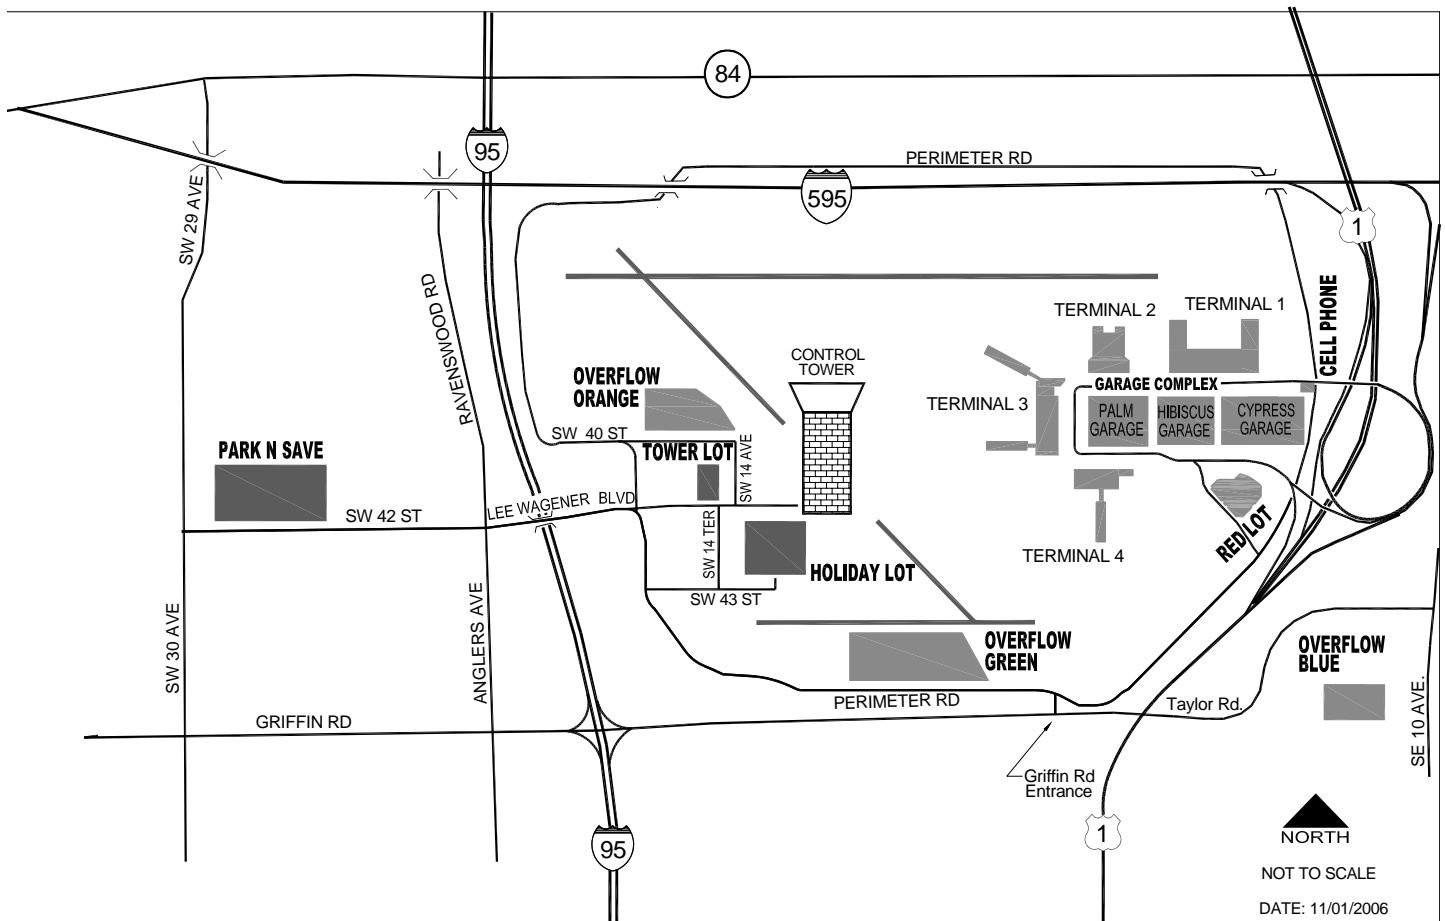 84
95
PERIMETER RD
595
1
SW 29 AVE
RAVENSWOOD RD
CELL PHONE
TERMINAL 2
TERMINAL 1
CONTROL
TOWER
OVERFLOW
ORANGE
GARAGE COMPLEX
TERMINAL 3
PALM
GARAGE
HIBISCUS
GARAGE
CYPRESS
GARAGE
SW 40 ST
PARK N SAVE
TOWER LOT
SW 14 AVE
LEE WAGENER BLVD
SW 42 ST
SW 14 TER
RED LOT
TERMINAL 4
HOLIDAY LOT
SW 43 ST
SW 30 AVE
ANGLERS AVE
OVERFLOW
GREEN
OVERFLOW
BLUE
PERIMETER RD
Taylor Rd.
GRIFFIN RD
SE 10 AVE.
Griffin Rd
Entrance
1
95
NORTH
NOT TO SCALE
DATE: 11/01/2006